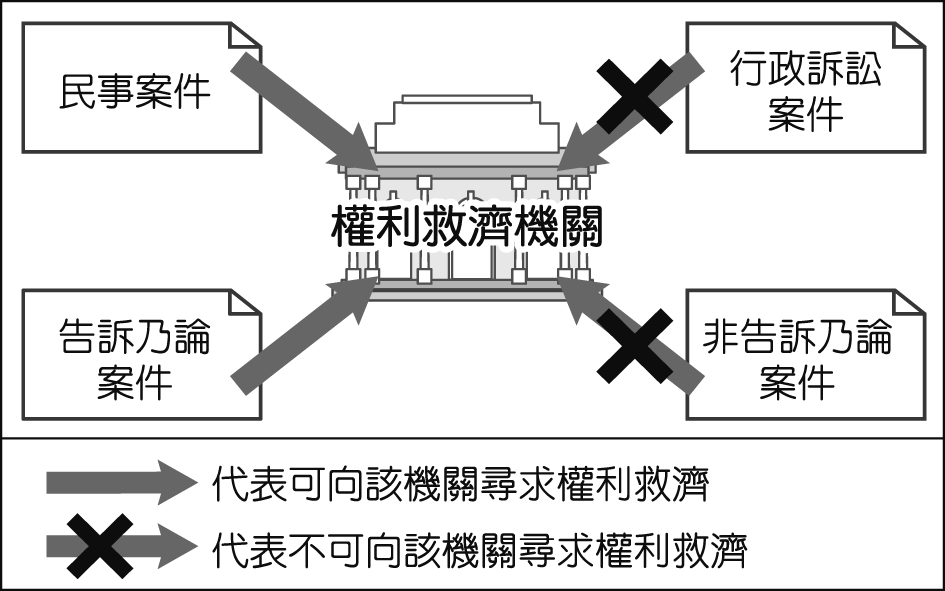 民事案件
行政訴訟
案件
權利救濟機關
告訴乃論
案件
非告訴乃論
案件
代表可向該機關尋求權利救濟
代表不可向該機關尋求權利救濟